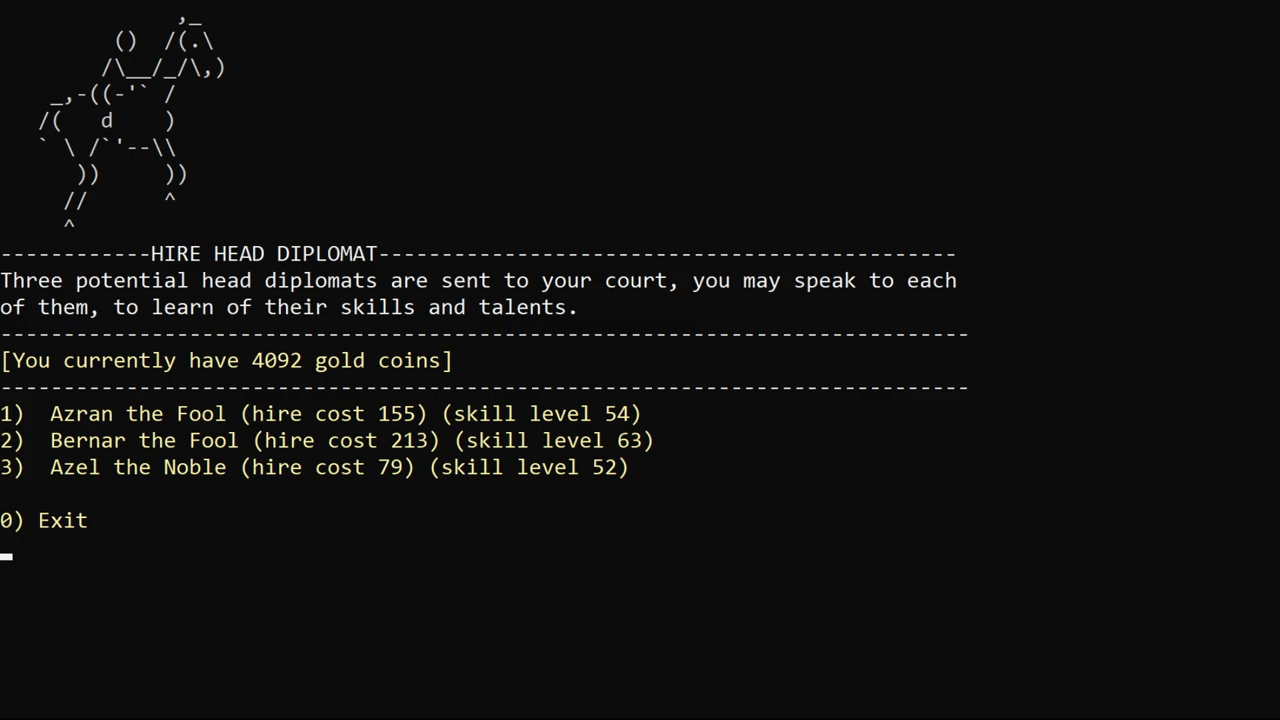 ------------HIRE HEAD DIPLOMAT----------------------------------------------
Three potential head diplomats are sent to your court, you may speak to each
of them, to learn of their skills and talents.
-----------------------------------------------------------------------------
[You currently have 4092 gold coins]
-----------------------------------------------------------------------------
1)  Azran the Fool (hire cost 155) (skill level 54)
2)  Bernar the Fool (hire cost 213) (skill level 63)
3)  Azel the Noble (hire cost 79) (skill level 52)
0) Exit